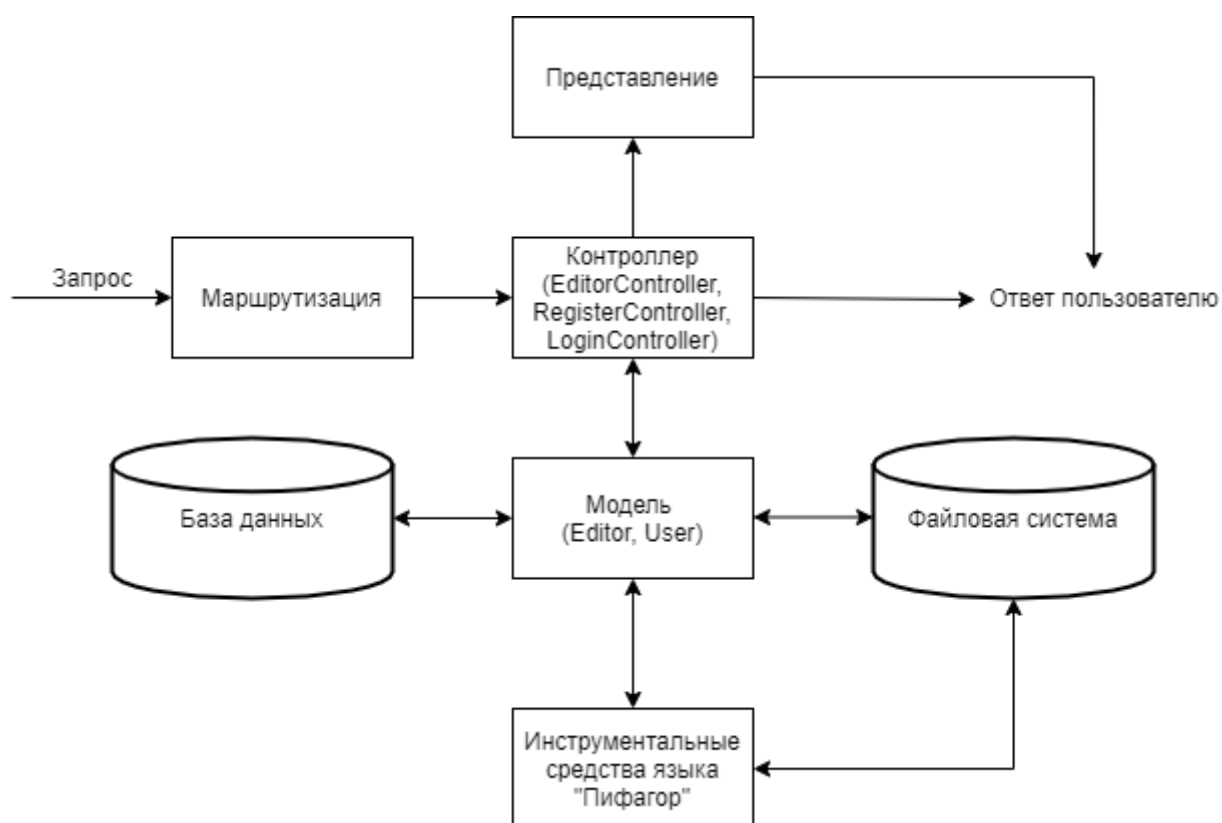 Представление
Запрос
Маршрутизация
Контроллер
(EditorController,
RegisterController,
LoginController)
Ответ пользователю
База данных
Модель
(Editor, User)
Файловая система
Инструментальные
средства языка
"Пифагор"